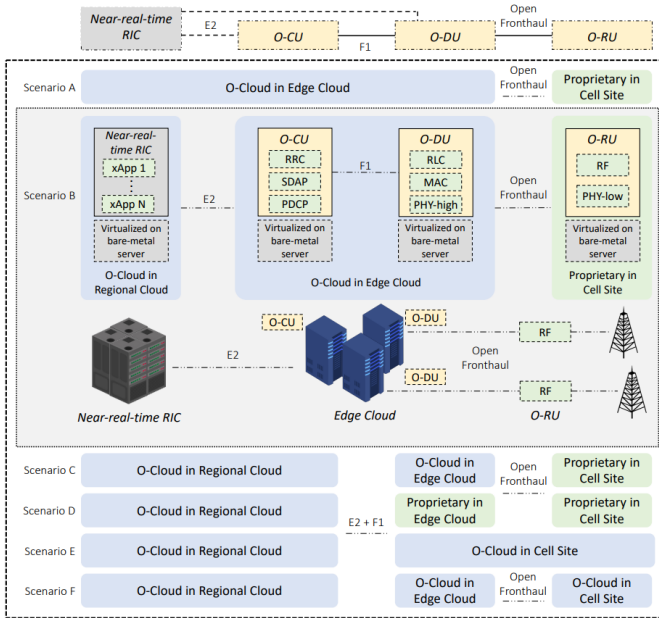 Near-real-time
RIC
E2
O-CU
F1
O-DU
Open
Fronthaul
O-RU
Scenario A
O-Cloud in Edge Cloud
Open
Fronthaul
Proprietary in
Cell Site
Scenario B
Near-real-
time RIC
xApp 1
xApp N
Virtualized on
bare-metal
server
O-Cloud in
Regional Cloud
E2
O-CU
RRC
SDAP
PDCP
Virtualized on
bare-metal
server
F1
O-DU
RLC
MAC
PHY-high
Virtualized on
bare-metal
server
O-Cloud in Edge Cloud
Open
Fronthaul
O-RU
RF
PHY-low
Virtualized on
bare-metal
server
Proprietary in
Cell Site
O-CU
O-DU
RF
E2
Open
Fronthaul
O-DU
RF
Near-real-time RIC
Edge Cloud
O-RU
Scenario C
O-Cloud in Regional Cloud
O-Cloud in
Edge Cloud
Open
Fronthaul
Proprietary in
Cell Site
Scenario D
O-Cloud in Regional Cloud
Proprietary in
Edge Cloud
Proprietary in
Cell Site
E2 + F1
Scenario E
O-Cloud in Regional Cloud
O-Cloud in Cell Site
Scenario F
O-Cloud in Regional Cloud
O-Cloud in
Edge Cloud
Open
Fronthaul
O-Cloud in
Cell Site